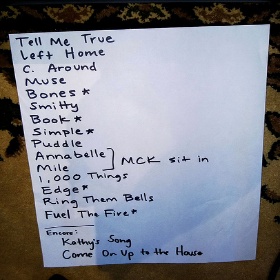 Tell Me True
Left Home
C. Around
Muse
Bones *
Smitty
Book *
Simple *
Puddle
Annabelle ] MCK sit in
Mile
1,000 Things
Edge *
Ring Them Bells
Fuel The Fire *
Encore:
Kathy's Song
Come On Up to the House